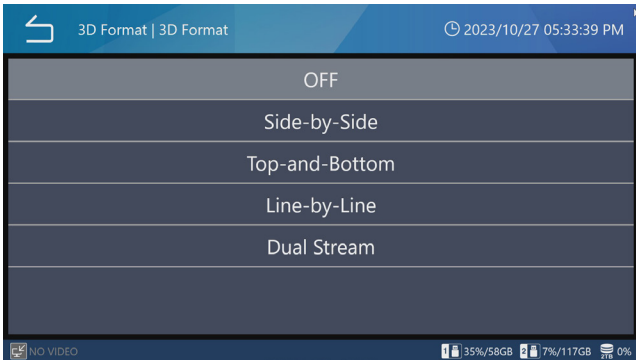 3D Format | 3D Format
2023/10/27 05:33:39 PM
OFF
Side-by-Side
Top-and-Bottom
Line-by-Line
Dual Stream
NO VIDEO
1 35%/58GB 2 7%/117GB 2TB 0%